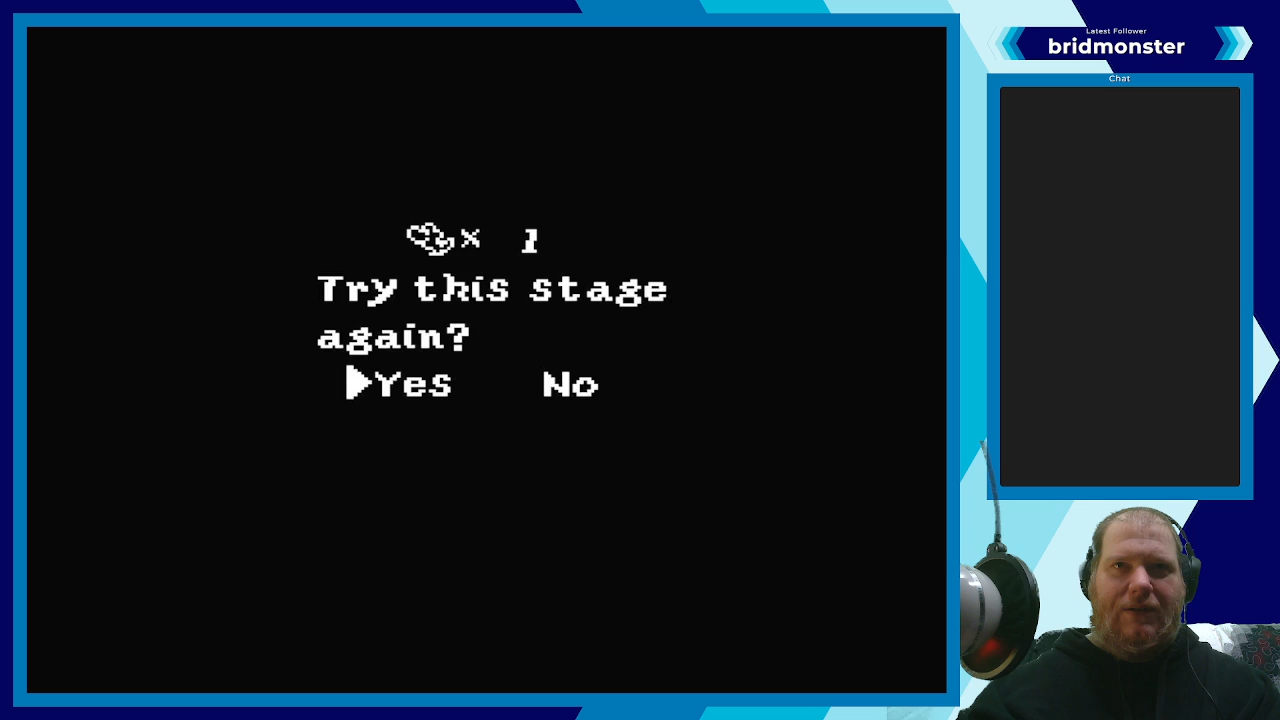 Latest Follower
bridmonster
Chat
× 1
Try this stage
again?
▶Yes No